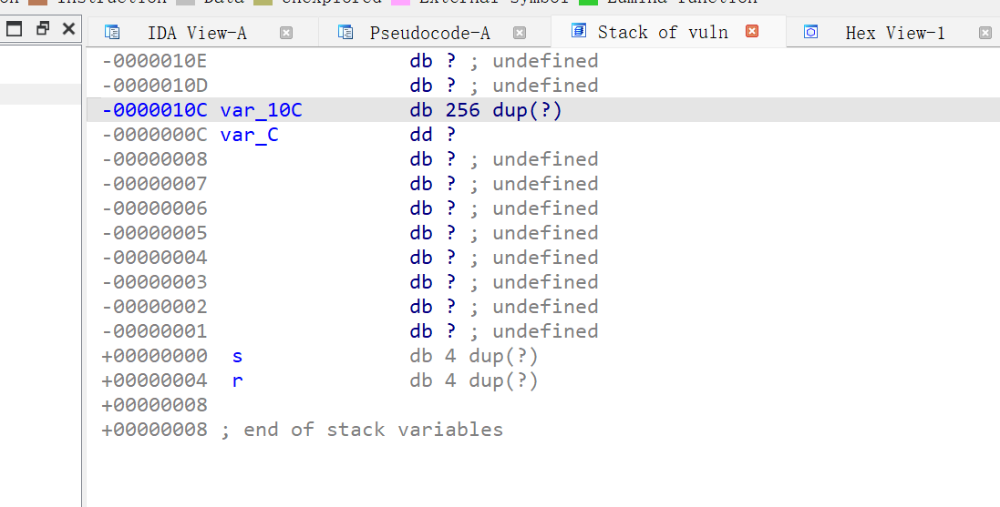 on Instruction Data Unexplored External symbol Lumina function
IDA View-A Pseudocode-A Stack of vuln Hex View-1
-0000010E db ? ; undefined
-0000010D db ? ; undefined
-0000010C var_10C db 256 dup(?)
-0000000C var_C dd ?
-00000008 db ? ; undefined
-00000007 db ? ; undefined
-00000006 db ? ; undefined
-00000005 db ? ; undefined
-00000004 db ? ; undefined
-00000003 db ? ; undefined
-00000002 db ? ; undefined
-00000001 db ? ; undefined
+00000000 s db 4 dup(?)
+00000004 r db 4 dup(?)
+00000008
+00000008 ; end of stack variables